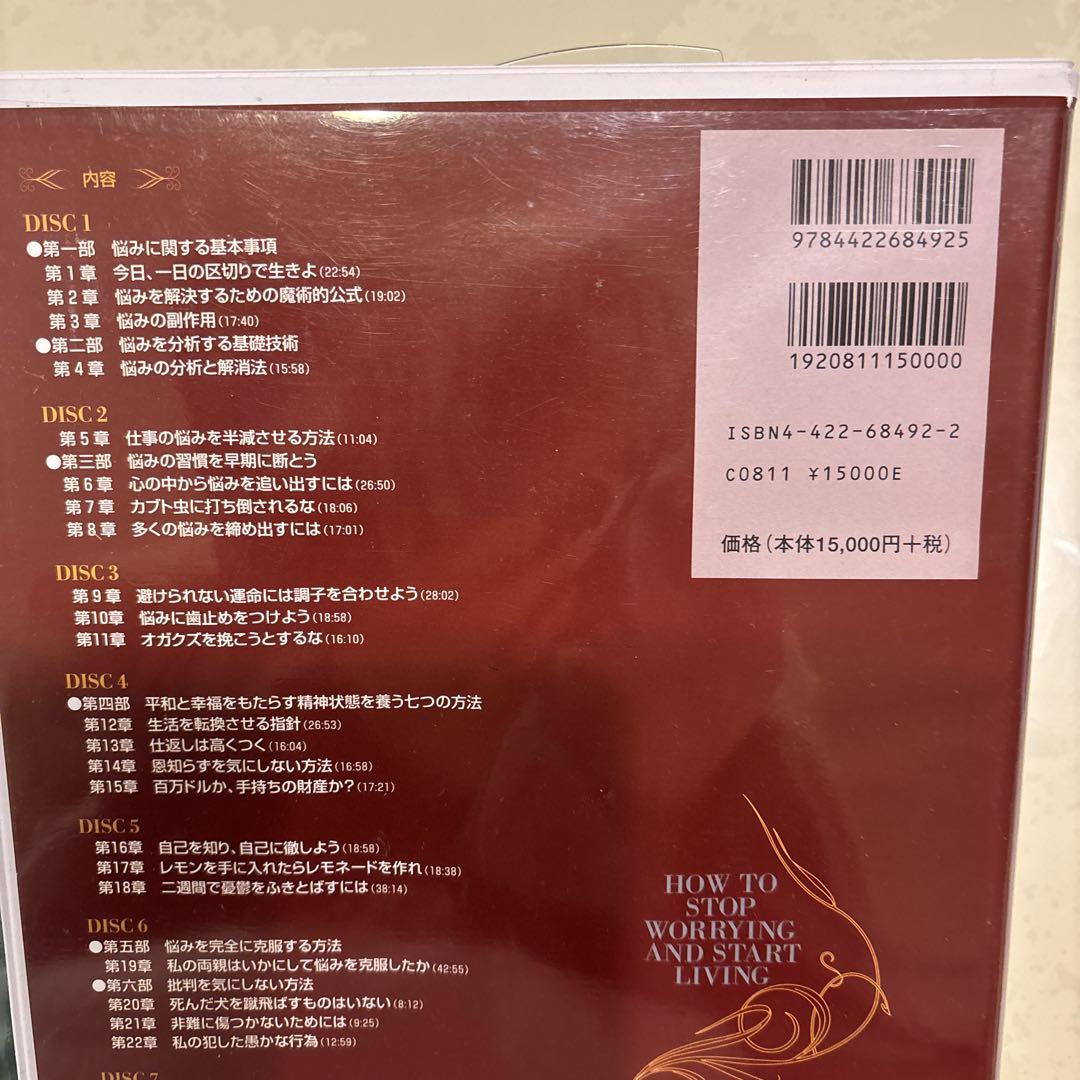 内容
DISC 1
●第一部 悩みに関する基本事項
第1章 今日、一日の区切りで生きよ(22:54)
第2章 悩みを解決するための魔術的公式(19:02)
第3章 悩みの副作用(17:40)
●第二部 悩みを分析する基礎技術
第4章 悩みの分析と解消法(15:58)
DISC 2
第5章 仕事の悩みを半減させる方法(11:04)
●第三部 悩みの習慣を早期に断とう
第6章 心の中から悩みを追い出すには(26:50)
第7章 カブト虫に打ち倒されるな(18:06)
第8章 多くの悩みを締め出すには(17:01)
DISC 3
第9章 避けられない運命には調子を合わせよう(28:02)
第10章 悩みに歯止めをつけよう(18:58)
第11章 オガクズを挽こうとするな(16:10)
DISC 4
●第四部 平和と幸福をもたらす精神状態を養う七つの方法
第12章 生活を転換させる指針(26:53)
第13章 仕返しは高くつく(16:04)
第14章 恩知らずを気にしない方法(16:58)
第15章 百万ドルか、手持ちの財産か?(17:21)
DISC 5
第16章 自己を知り、自己に徹しよう(18:58)
第17章 レモンを手に入れたらレモネードを作れ(18:38)
第18章 二週間で憂鬱をふきとばすには(38:14)
DISC 6
●第五部 悩みを完全に克服する方法
第19章 私の両親はいかにして悩みを克服したか(42:55)
●第六部 批判を気にしない方法
第20章 死んだ犬を蹴飛ばすものはいない(8:12)
第21章 非難に傷つかないためには(9:25)
第22章 私の犯した愚かな行為(12:59)
DISC 7
9784422684925
1920811150000
ISBN4-422-68492-2
C0811 ¥15000E
価格(本体15,000円+税)
HOW TO
STOP
WORRYING
AND START
LIVING